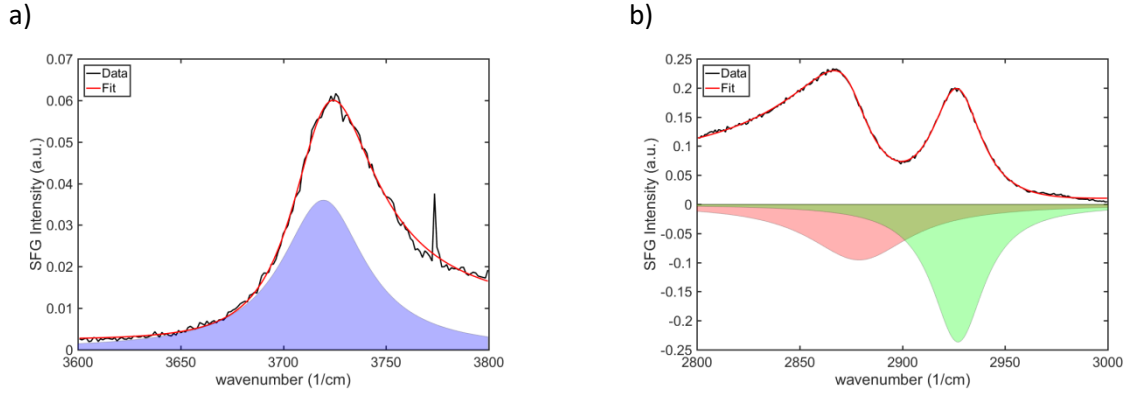 a)
0.07
0.06
0.05
0.04
0.03
0.02
0.01
0
SFG Intensity (a.u.)
Data
Fit
3600 3650 3700 3750 3800
wavenumber (1/cm)
b)
0.25
0.2
0.15
0.1
0.05
0
-0.05
-0.1
-0.15
-0.2
-0.25
SFG Intensity (a.u.)
Data
Fit
2800 2850 2900 2950 3000
wavenumber (1/cm)